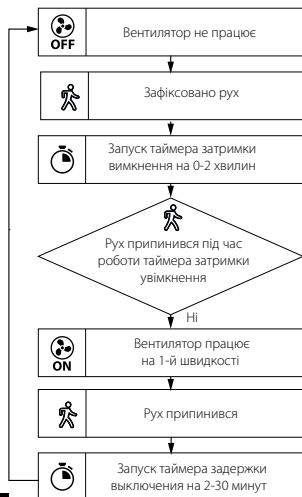 OFF
Вентилятор не працює
Зафіксовано рух
Запуск таймера затримки
вимкнення на 0-2 хвилин
Рух припинився під час
роботи таймера затримки
увімкнення
Ні
ON
Вентилятор працює
на 1-й швидкості
Рух припинився
Запуск таймера задержки
выключения на 2-30 минут